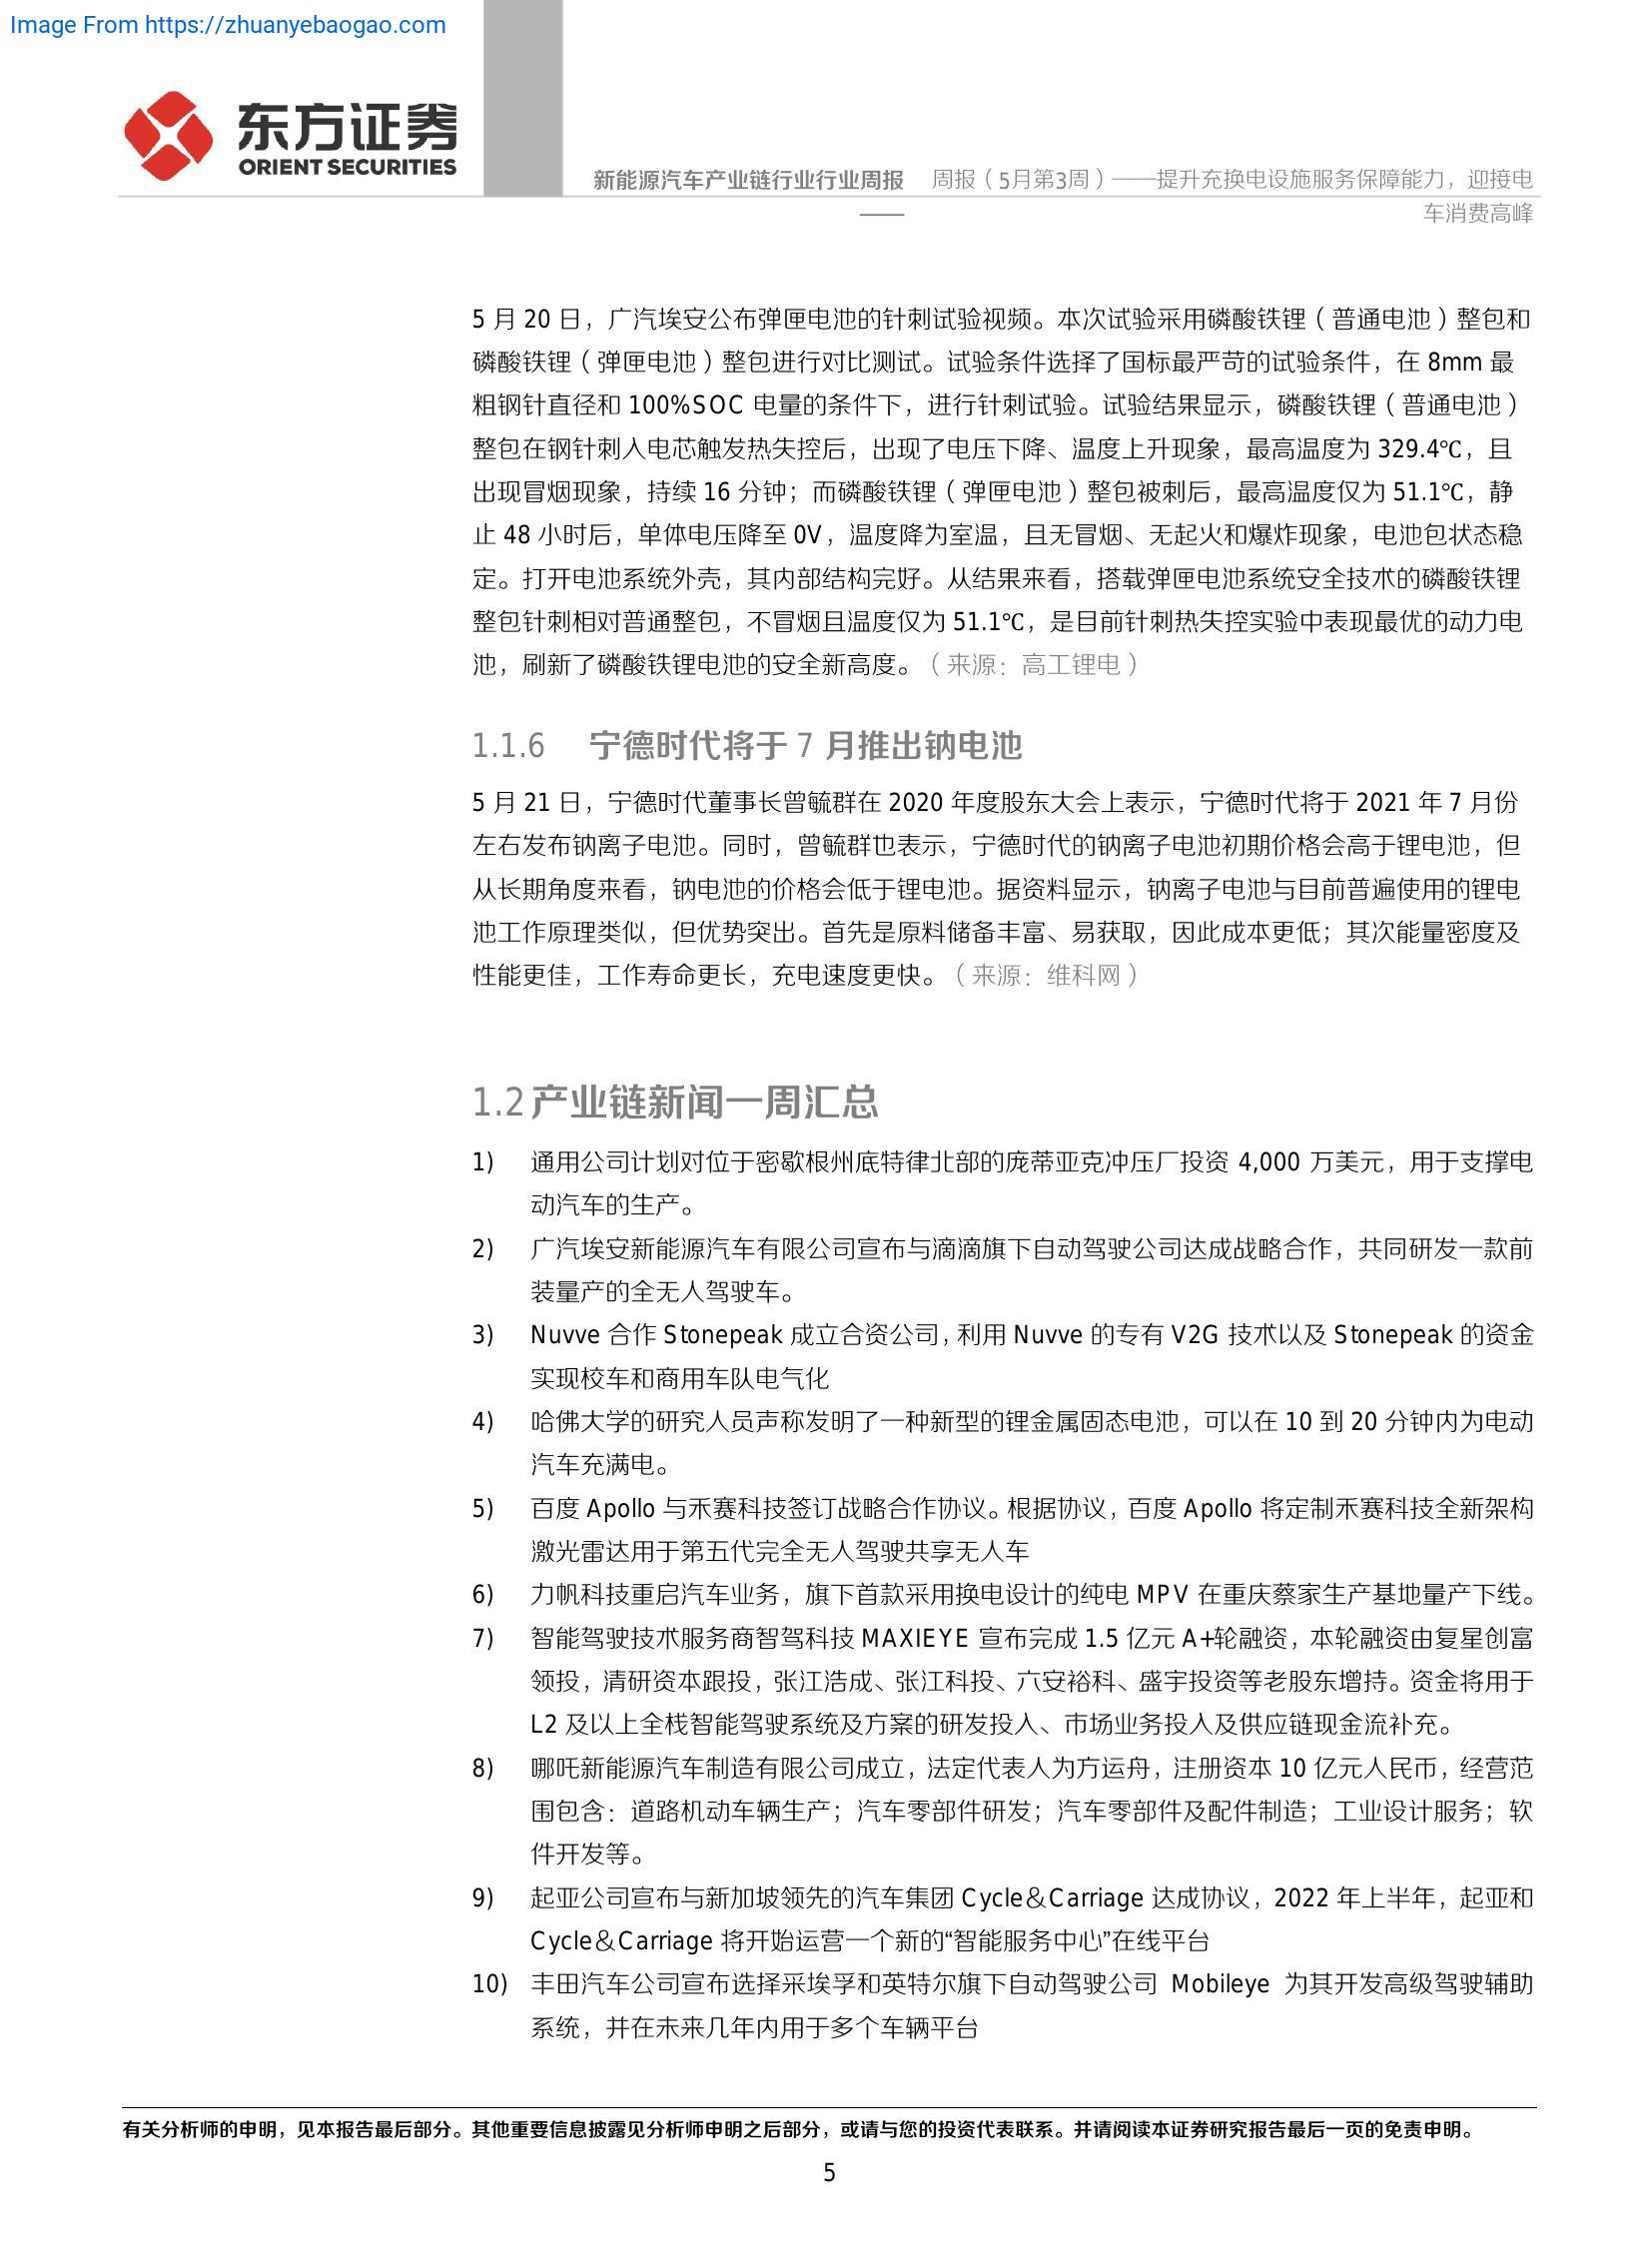 Image From https://zhuanyebaogao.com
东方证券
ORIENT SECURITIES
新能源汽车产业链行业行业周报 周报（5月第3周）——提升充换电设施服务保障能力，迎接电
—— 车消费高峰
5 月 20 日，广汽埃安公布弹匣电池的针刺试验视频。本次试验采用磷酸铁锂（普通电池）整包和
磷酸铁锂（弹匣电池）整包进行对比测试。试验条件选择了国标最严苛的试验条件，在 8mm 最
粗钢针直径和 100%SOC 电量的条件下，进行针刺试验。试验结果显示，磷酸铁锂（普通电池）
整包在钢针刺入电芯触发热失控后，出现了电压下降、温度上升现象，最高温度为 329.4℃，且
出现冒烟现象，持续 16 分钟；而磷酸铁锂（弹匣电池）整包被刺后，最高温度仅为 51.1℃，静
止 48 小时后，单体电压降至 0V，温度降为室温，且无冒烟、无起火和爆炸现象，电池包状态稳
定。打开电池系统外壳，其内部结构完好。从结果来看，搭载弹匣电池系统安全技术的磷酸铁锂
整包针刺相对普通整包，不冒烟且温度仅为 51.1℃，是目前针刺热失控实验中表现最优的动力电
池，刷新了磷酸铁锂电池的安全新高度。（来源：高工锂电）
1.1.6 宁德时代将于 7 月推出钠电池
5 月 21 日，宁德时代董事长曾毓群在 2020 年度股东大会上表示，宁德时代将于 2021 年 7 月份
左右发布钠离子电池。同时，曾毓群也表示，宁德时代的钠离子电池初期价格会高于锂电池，但
从长期角度来看，钠电池的价格会低于锂电池。据资料显示，钠离子电池与目前普遍使用的锂电
池工作原理类似，但优势突出。首先是原料储备丰富、易获取，因此成本更低；其次能量密度及
性能更佳，工作寿命更长，充电速度更快。（来源：维科网）
1.2 产业链新闻一周汇总
1) 通用公司计划对位于密歇根州底特律北部的庞蒂亚克冲压厂投资 4,000 万美元，用于支撑电
动汽车的生产。
2) 广汽埃安新能源汽车有限公司宣布与滴滴旗下自动驾驶公司达成战略合作，共同研发一款前
装量产的全无人驾驶车。
3) Nuvve 合作 Stonepeak 成立合资公司，利用 Nuvve 的专有 V2G 技术以及 Stonepeak 的资金
实现校车和商用车队电气化
4) 哈佛大学的研究人员声称发明了一种新型的锂金属固态电池，可以在 10 到 20 分钟内为电动
汽车充满电。
5) 百度 Apollo 与禾赛科技签订战略合作协议。根据协议，百度 Apollo 将定制禾赛科技全新架构
激光雷达用于第五代完全无人驾驶共享无人车
6) 力帆科技重启汽车业务，旗下首款采用换电设计的纯电 MPV 在重庆蔡家生产基地量产下线。
7) 智能驾驶技术服务商智驾科技 MAXIEYE 宣布完成 1.5 亿元 A+轮融资，本轮融资由复星创富
领投，清研资本跟投，张江浩成、张江科投、六安裕科、盛宇投资等老股东增持。资金将用于
L2 及以上全栈智能驾驶系统及方案的研发投入、市场业务投入及供应链现金流补充。
8) 哪吒新能源汽车制造有限公司成立，法定代表人为方运舟，注册资本 10 亿元人民币，经营范
围包含：道路机动车辆生产；汽车零部件研发；汽车零部件及配件制造；工业设计服务；软
件开发等。
9) 起亚公司宣布与新加坡领先的汽车集团 Cycle＆Carriage 达成协议，2022 年上半年，起亚和
Cycle＆Carriage 将开始运营一个新的“智能服务中心”在线平台
10) 丰田汽车公司宣布选择采埃孚和英特尔旗下自动驾驶公司 Mobileye 为其开发高级驾驶辅助
系统，并在未来几年内用于多个车辆平台
有关分析师的申明，见本报告最后部分。其他重要信息披露见分析师申明之后部分，或请与您的投资代表联系。并请阅读本证券研究报告最后一页的免责申明。
5